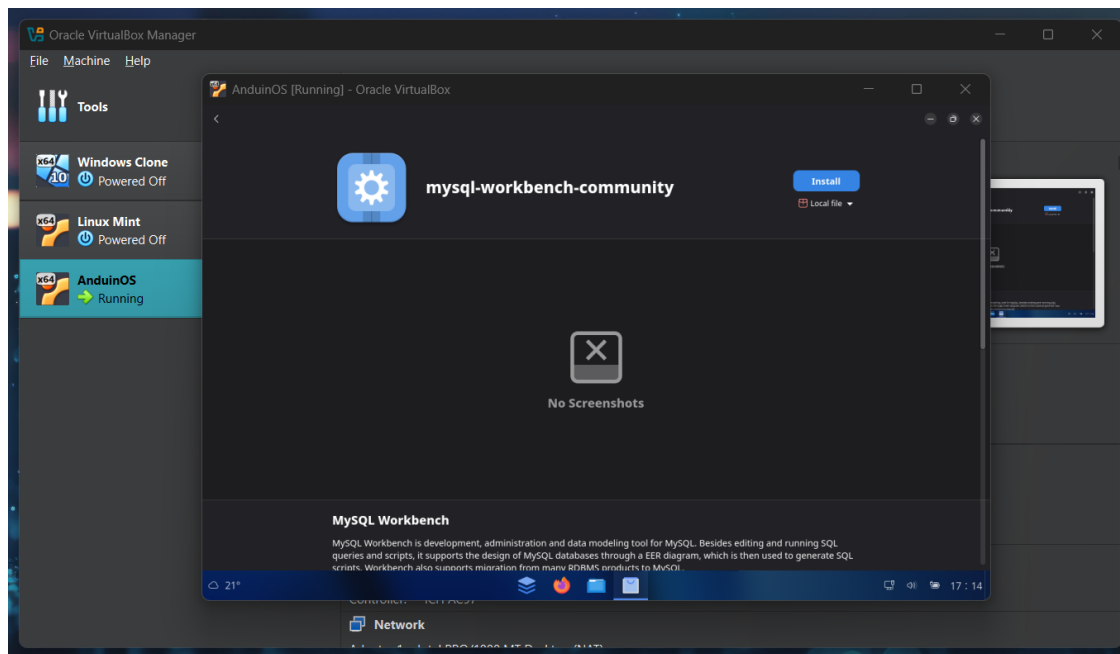 Oracle VirtualBox Manager
File Machine Help
Tools
x64
10
Windows Clone
Powered Off
x64
Linux Mint
Powered Off
x64
AnduinOS
Running
AnduinOS [Running] - Oracle VirtualBox
mysql-workbench-community
Install
Local file
No Screenshots
MySQL Workbench
MySQL Workbench is development, administration and data modeling tool for MySQL. Besides editing and running SQL
queries and scripts, it supports the design of MySQL databases through a EER diagram, which is then used to generate SQL
scripts. Workbench also supports migration from many RDBMS products to MySQL.
21°
17 : 14
Network